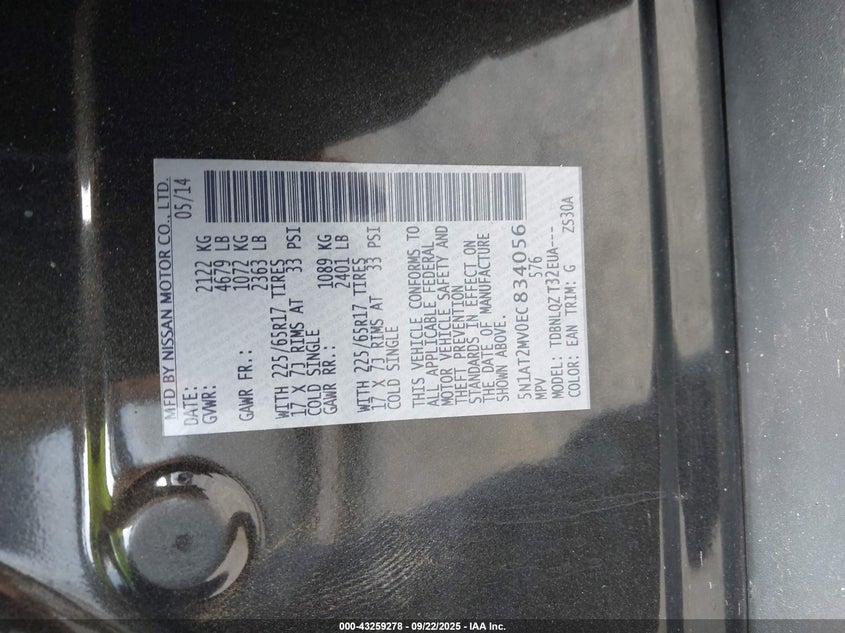 MFD BY NISSAN MOTOR CO., LTD.
DATE: 05/14
GVWR: 2122 KG
4679 LB
GAWR FR.: 1072 KG
2363 LB
WITH 225/65R17 TIRES
17 X 7J RIMS AT 33 PSI
COLD SINGLE
GAWR RR.: 1089 KG
2401 LB
WITH 225/65R17 TIRES
17 X 7J RIMS AT 33 PSI
COLD SINGLE
THIS VEHICLE CONFORMS TO
ALL APPLICABLE FEDERAL
MOTOR VEHICLE SAFETY AND
THEFT PREVENTION
STANDARDS IN EFFECT ON
THE DATE OF MANUFACTURE
SHOWN ABOVE.
5N1AT2MV0EC834056
MPV 576
MODEL: TDBNLQZ T32EUA---
COLOR: EAN TRIM: G ZS30A
000-43259278 - 09/22/2025 - IAA Inc.